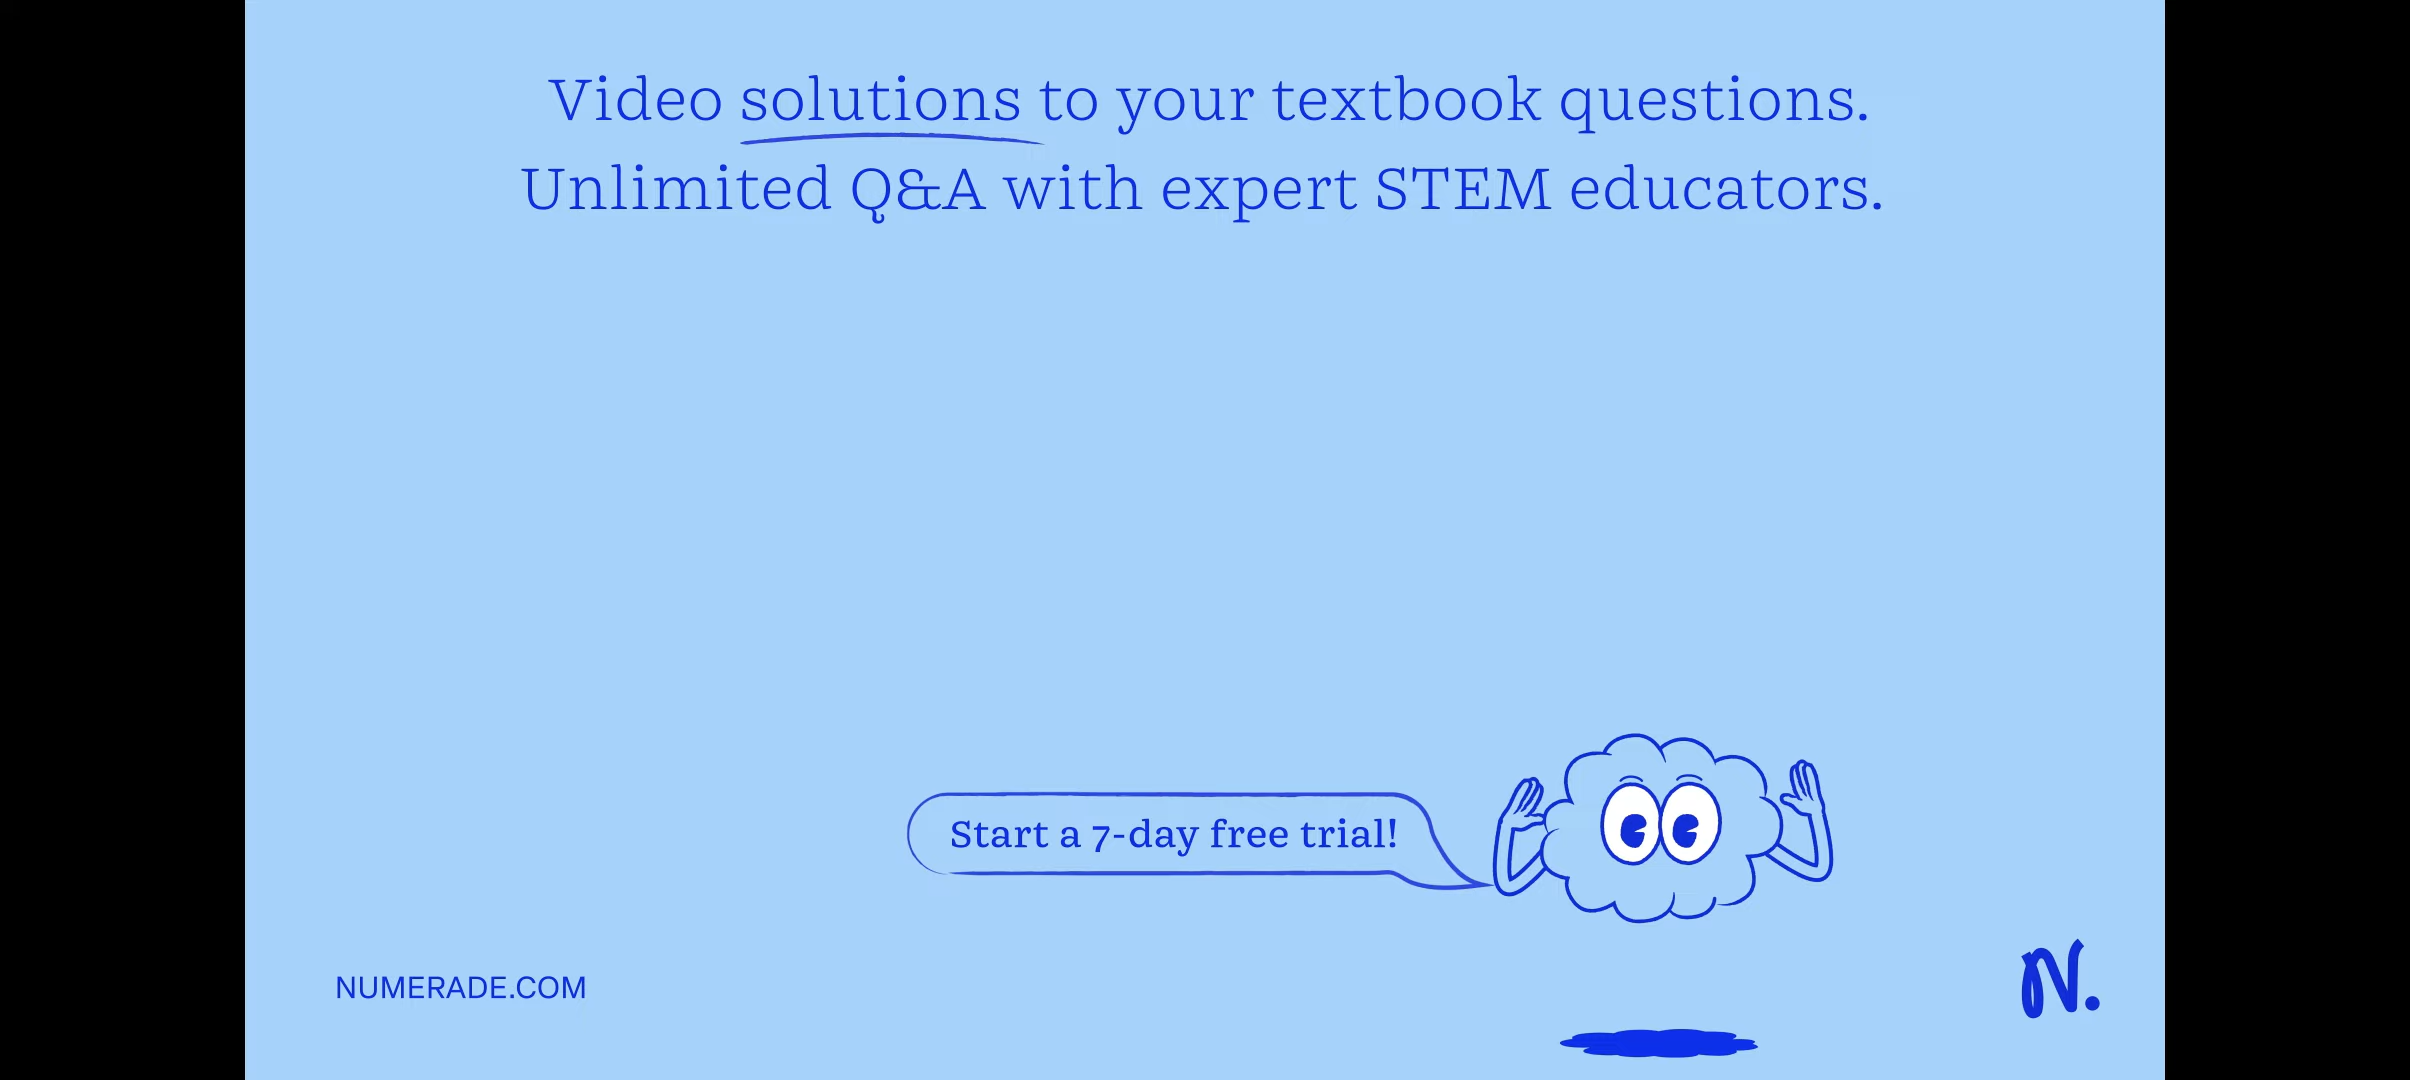 Video solutions to your textbook questions.
Unlimited Q&A with expert STEM educators.
Start a 7-day free trial!
NUMERADE.COM
N.